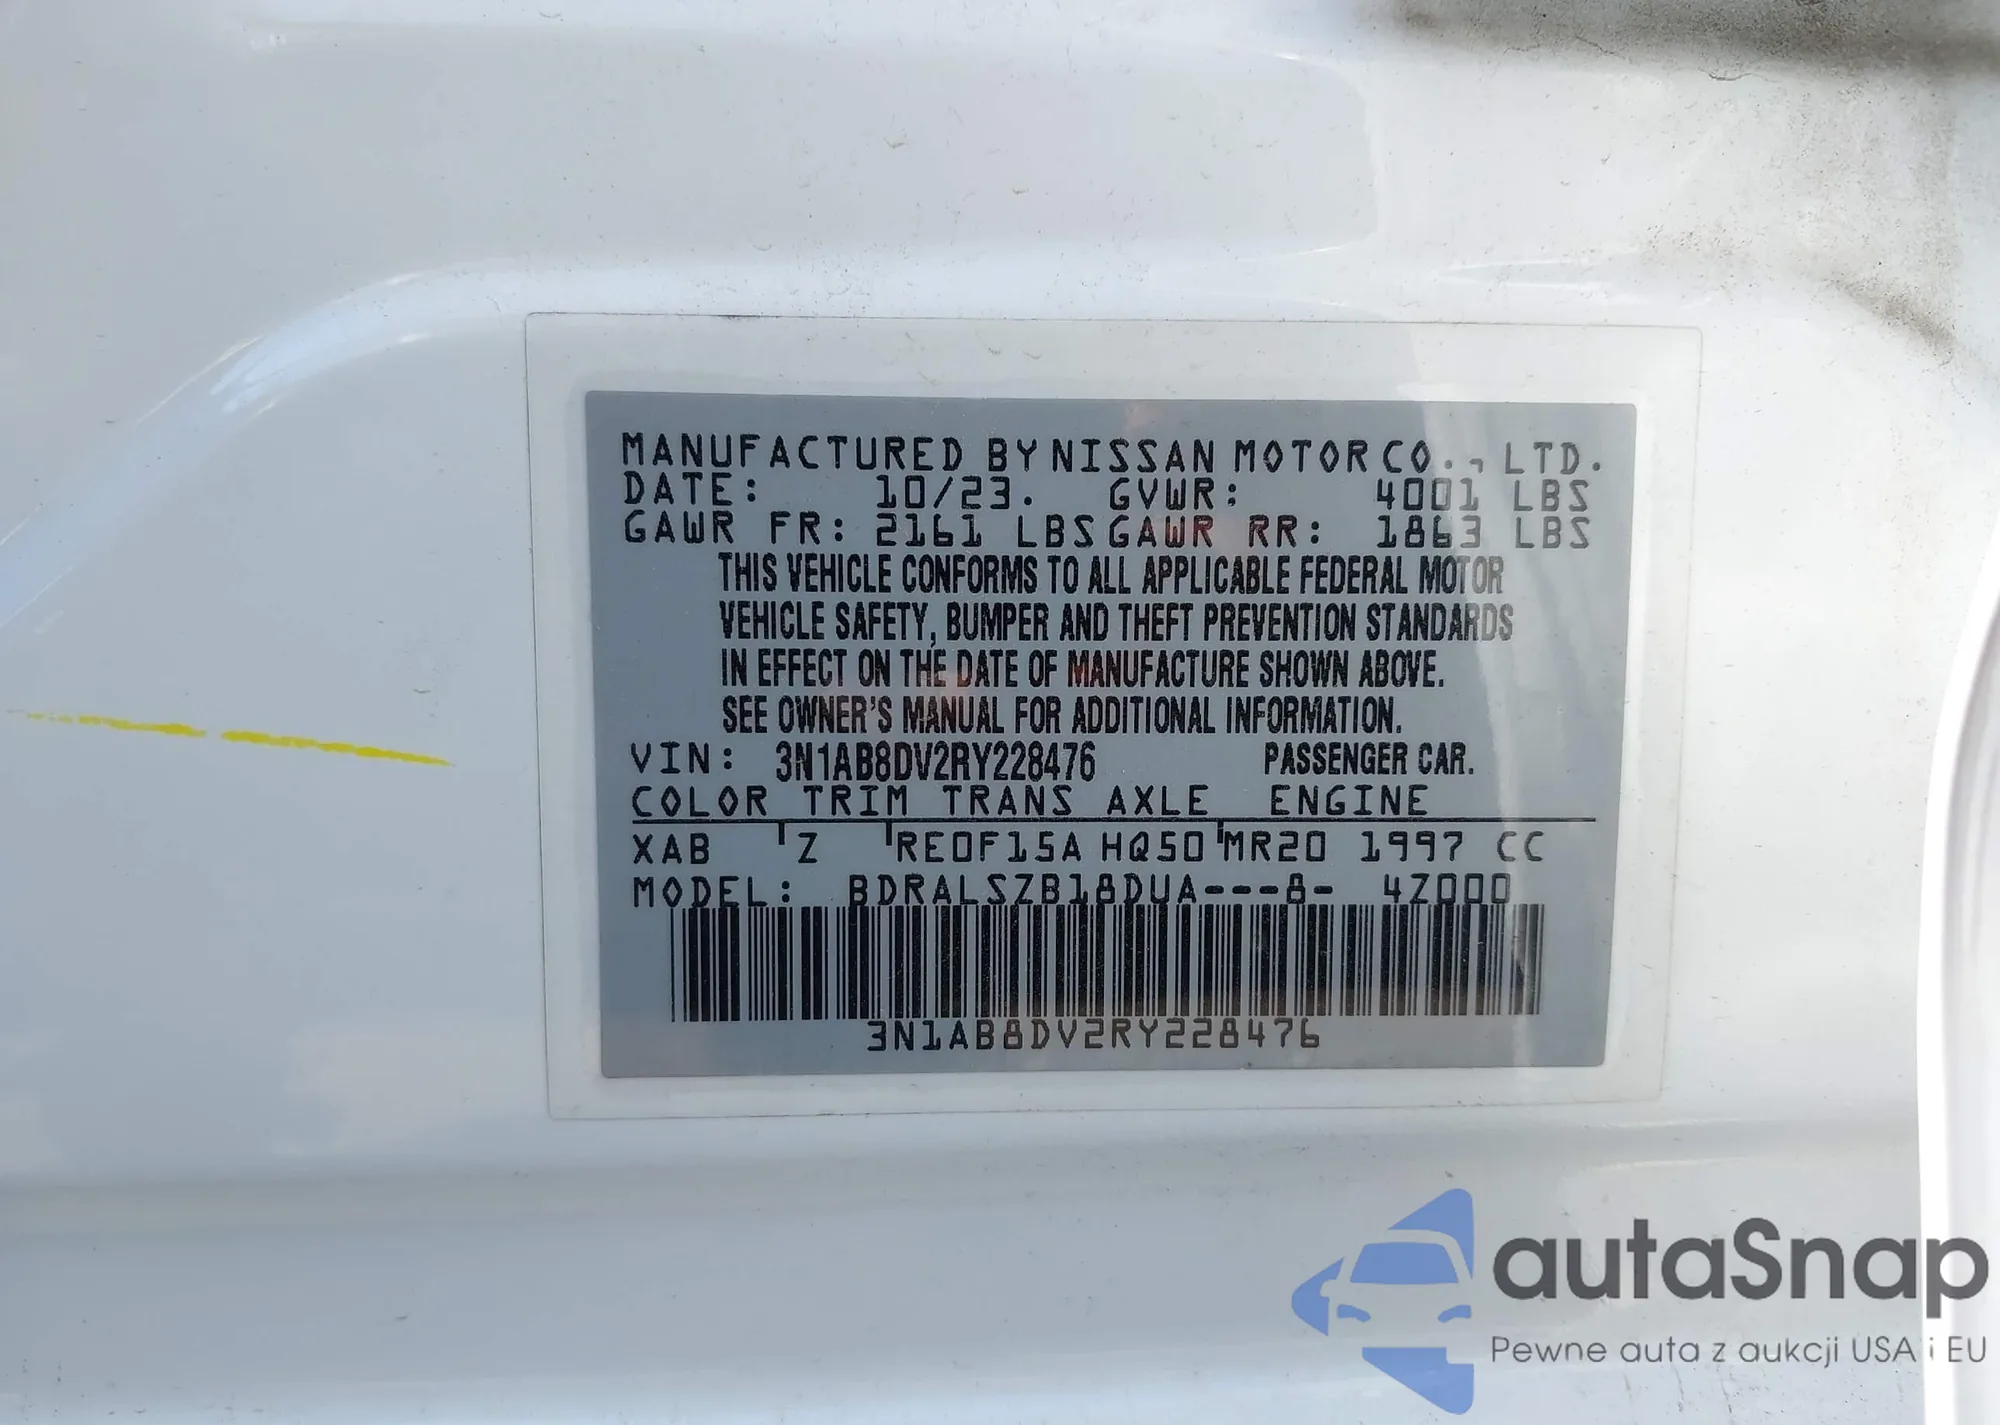 MANUFACTURED BY NISSAN MOTOR CO., LTD.
DATE: 10/23. GVWR: 4001 LBS
GAWR FR: 2161 LBS GAWR RR: 1863 LBS
THIS VEHICLE CONFORMS TO ALL APPLICABLE FEDERAL MOTOR
VEHICLE SAFETY, BUMPER AND THEFT PREVENTION STANDARDS
IN EFFECT ON THE DATE OF MANUFACTURE SHOWN ABOVE.
SEE OWNER'S MANUAL FOR ADDITIONAL INFORMATION.
VIN: 3N1AB8DV2RY228476 PASSENGER CAR.
COLOR TRIM TRANS AXLE ENGINE
XAB Z RE0F15A HQ50 MR20 1997 CC
MODEL: BDRALSZB18DUA---8- 4Z000
3N1AB8DV2RY228476
autaSnap
Pewne auta z aukcji USA i EU